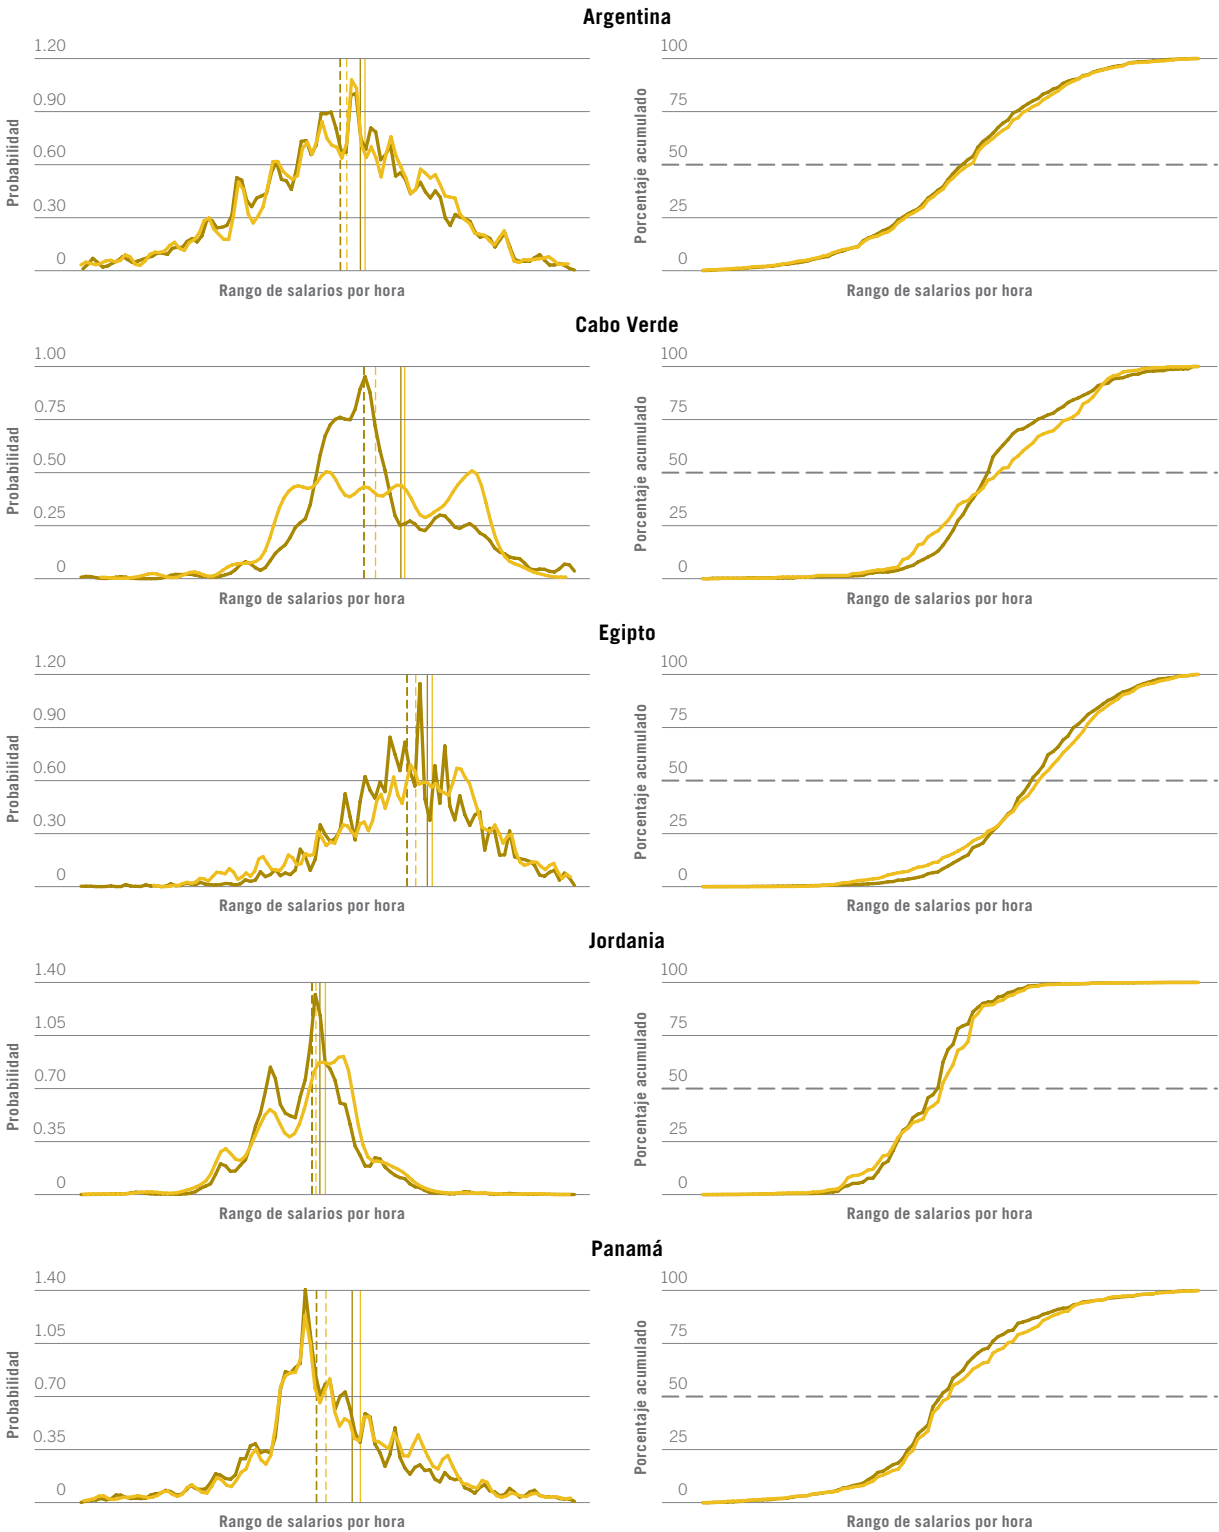 Argentina
Probabilidad
1.20
0.90
0.60
0.30
0
Rango de salarios por hora
Porcentaje acumulado
100
75
50
25
0
Rango de salarios por hora
Cabo Verde
Probabilidad
1.00
0.75
0.50
0.25
0
Rango de salarios por hora
Porcentaje acumulado
100
75
50
25
0
Rango de salarios por hora
Egipto
Probabilidad
1.20
0.90
0.60
0.30
0
Rango de salarios por hora
Porcentaje acumulado
100
75
50
25
0
Rango de salarios por hora
Jordania
Probabilidad
1.40
1.05
0.70
0.35
0
Rango de salarios por hora
Porcentaje acumulado
100
75
50
25
0
Rango de salarios por hora
Panamá
Probabilidad
1.40
1.05
0.70
0.35
0
Rango de salarios por hora
Porcentaje acumulado
100
75
50
25
0
Rango de salarios por hora